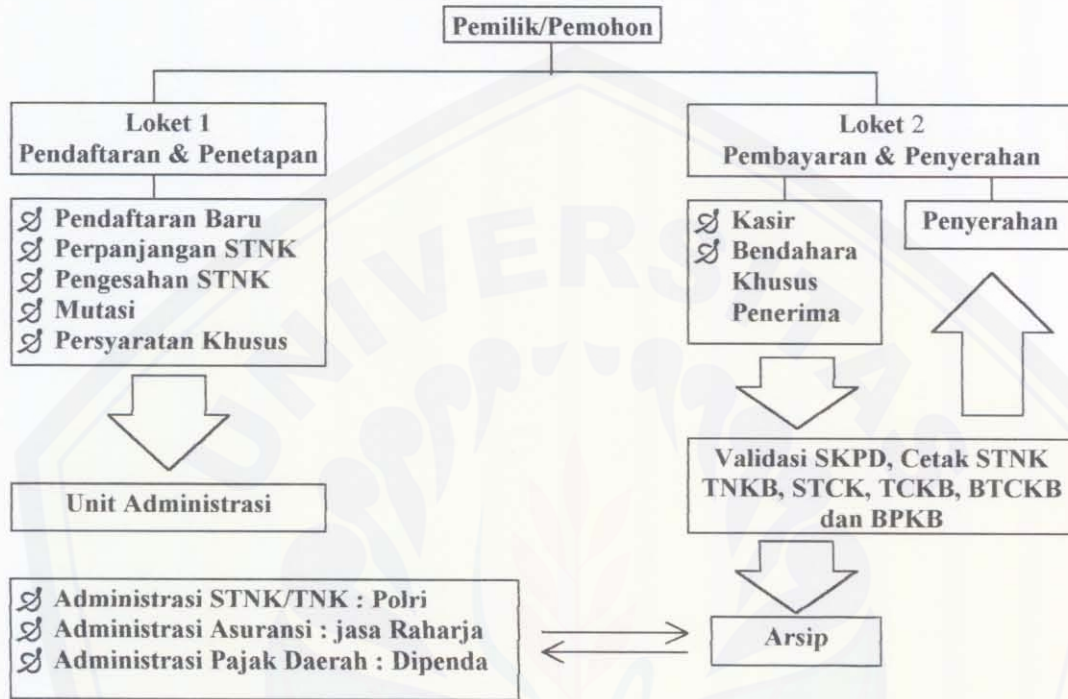 Pemilik/Pemohon
Loket 1
Pendaftaran & Penetapan
Pendaftaran Baru
Perpanjangan STNK
Pengesahan STNK
Mutasi
Persyaratan Khusus
Unit Administrasi
Administrasi STNK/TNK : Polri
Administrasi Asuransi : jasa Raharja
Administrasi Pajak Daerah : Dipenda
Loket 2
Pembayaran & Penyerahan
Kasir
Bendahara
Khusus
Penerima
Penyerahan
Validasi SKPD, Cetak STNK
TNKB, STCK, TCKB, BTCKB
dan BPKB
Arsip
UNIVERSITAS